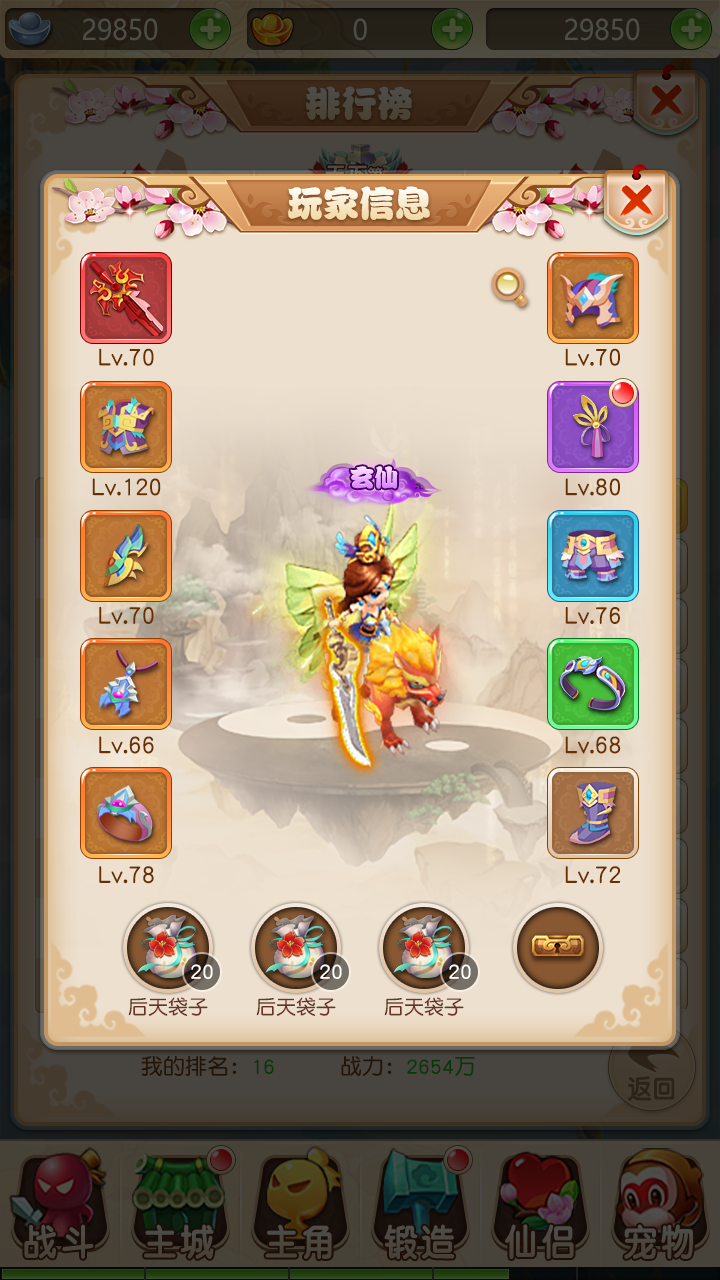 29850
0
29850
排行榜
玩家信息
Lv.70
Lv.70
Lv.120
Lv.80
玄仙
Lv.70
Lv.76
Lv.66
Lv.68
Lv.78
Lv.72
20
20
20
后天袋子
后天袋子
后天袋子
我的排名：16
战力：2654万
返回
战斗
主城
主角
锻造
仙侣
宠物